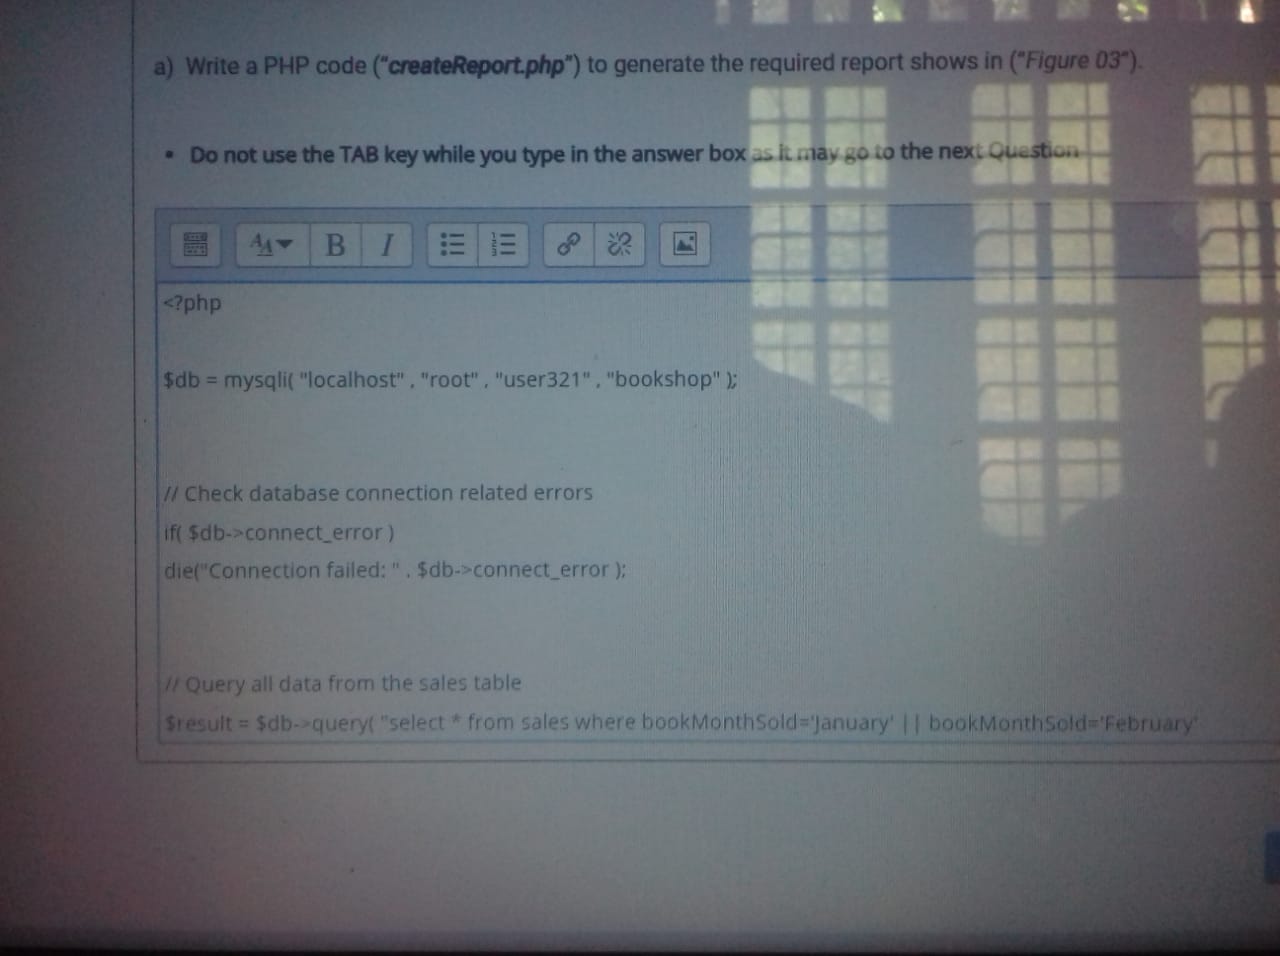 a) Write a PHP code ("createReport.php") to generate the required report shows in ("Figure 03").
• Do not use the TAB key while you type in the answer box as it may go to the next Question
<?php
$db = mysqli( "localhost" , "root" , "user321" , "bookshop" );
// Check database connection related errors
if( $db->connect_error )
die("Connection failed: " . $db->connect_error );
// Query all data from the sales table
$result = $db->query( "select * from sales where bookMonthSold='January' || bookMonthSold='February'